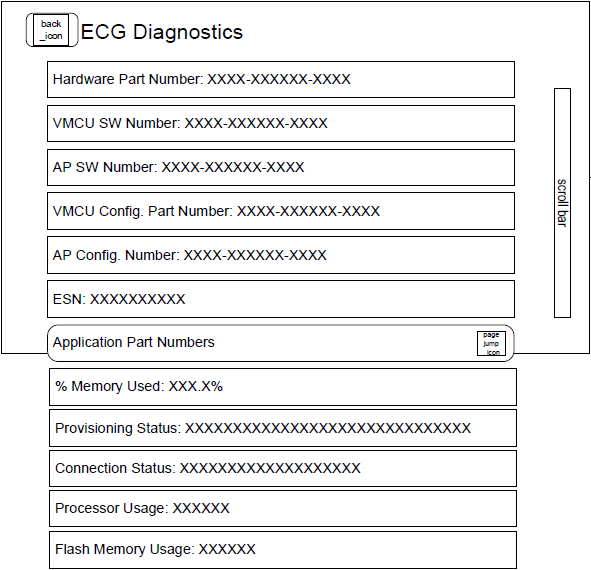 back
_icon
ECG Diagnostics
Hardware Part Number: XXXX-XXXXXX-XXXX
VMCU SW Number: XXXX-XXXXXX-XXXX
AP SW Number: XXXX-XXXXXX-XXXX
VMCU Config. Part Number: XXXX-XXXXXX-XXXX
AP Config. Number: XXXX-XXXXXX-XXXX
ESN: XXXXXXXXXX
scroll bar
Application Part Numbers
page
jump
_icon
% Memory Used: XXX.X%
Provisioning Status: XXXXXXXXXXXXXXXXXXXXXXXXXXXXXX
Connection Status: XXXXXXXXXXXXXXXXXXX
Processor Usage: XXXXXX
Flash Memory Usage: XXXXXX